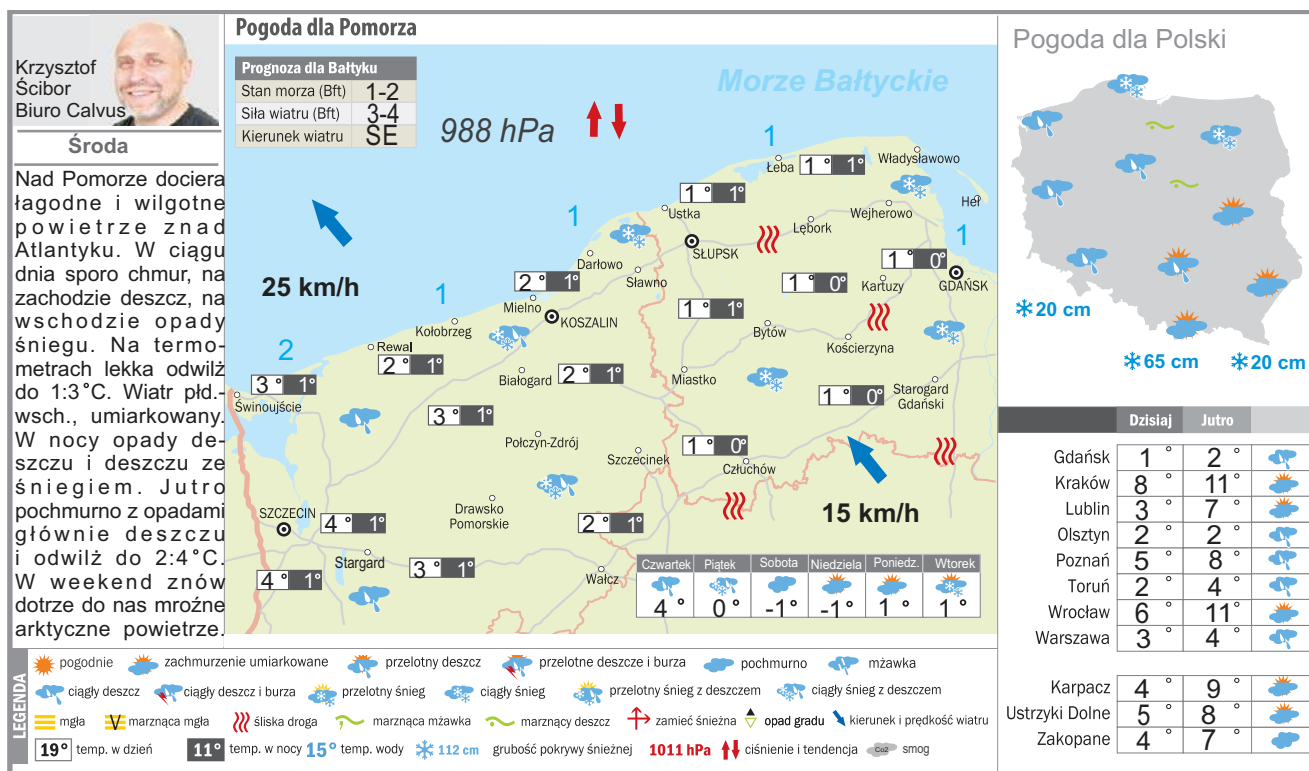 Krzysztof
Ścibor
Biuro Calvus
Środa
Nad Pomorze dociera
łagodne i wilgotne
powietrze znad
Atlantyku. W ciągu
dnia sporo chmur, na
zachodzie deszcz, na
wschodzie opady
śniegu. Na termo-
metrach lekka odwilż
do 1:3°C. Wiatr płd.-
wsch., umiarkowany.
W nocy opady de-
szczu i deszczu ze
śniegiem. Jutro
pochmurno z opadami
głównie deszczu
i odwilż do 2:4°C.
W weekend znów
dotrze do nas mroźne
arktyczne powietrze.
Pogoda dla Pomorza
Prognoza dla Bałtyku
Stan morza (Bft) 1-2
Siła wiatru (Bft) 3-4
Kierunek wiatru SE
Morze Bałtyckie
988 hPa
1
Łeba 1° 1°
Władysławowo
1° 1°
Ustka
Wejherowo
Hel
Lębork
1
SŁUPSK
1
Darłowo
1° 0°
GDAŃSK
25 km/h
2° 1°
Sławno
1° 0°
Kartuzy
Mielno
1
KOSZALIN
1° 1°
Bytów
Kołobrzeg
Kościerzyna
Rewal
2
2° 1°
Białogard 2° 1°
Miastko
3° 1°
Świnoujście
Starogard
Gdański
1° 0°
3° 1°
Połczyn-Zdrój
1° 0°
Szczecinek
Człuchów
Drawsko
Pomorskie
SZCZECIN
4° 1°
2° 1°
15 km/h
Stargard
3° 1°
4° 1°
Wałcz
Czwartek Piątek Sobota Niedziela Poniedz. Wtorek
4° 0° -1° -1° 1° 1°
Pogoda dla Polski
20 cm
65 cm
20 cm
Dzisiaj Jutro
Gdańsk 1° 2°
Kraków 8° 11°
Lublin 3° 7°
Olsztyn 2° 2°
Poznań 5° 8°
Toruń 2° 4°
Wrocław 6° 11°
Warszawa 3° 4°
Karpacz 4° 9°
Ustrzyki Dolne 5° 8°
Zakopane 4° 7°
LEGENDA
pogodnie zachmurzenie umiarkowane przelotny deszcz przelotne deszcze i burza pochmurno mżawka
ciągły deszcz ciągły deszcz i burza przelotny śnieg ciągły śnieg przelotny śnieg z deszczem ciągły śnieg z deszczem
mgła marznąca mgła śliska droga marznąca mżawka marznący deszcz zamieć śnieżna opad gradu kierunek i prędkość wiatru
19° temp. w dzień 11° temp. w nocy 15° temp. wody 112 cm grubość pokrywy śnieżnej 1011 hPa ciśnienie i tendencja Co2 smog